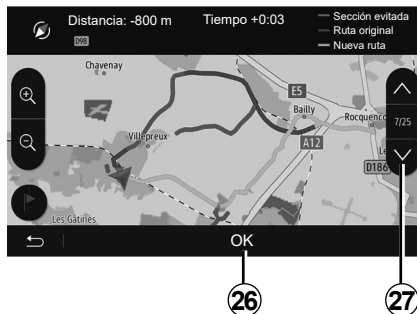 Distancia: -800 m
Tiempo +0:03
Sección evitada
Ruta original
Nueva ruta
D98
Chavenay
E5
Bailly
Rocquenc
7/25
Villepreux
A12
Le
D186
Les Gâtines
OK
26
27